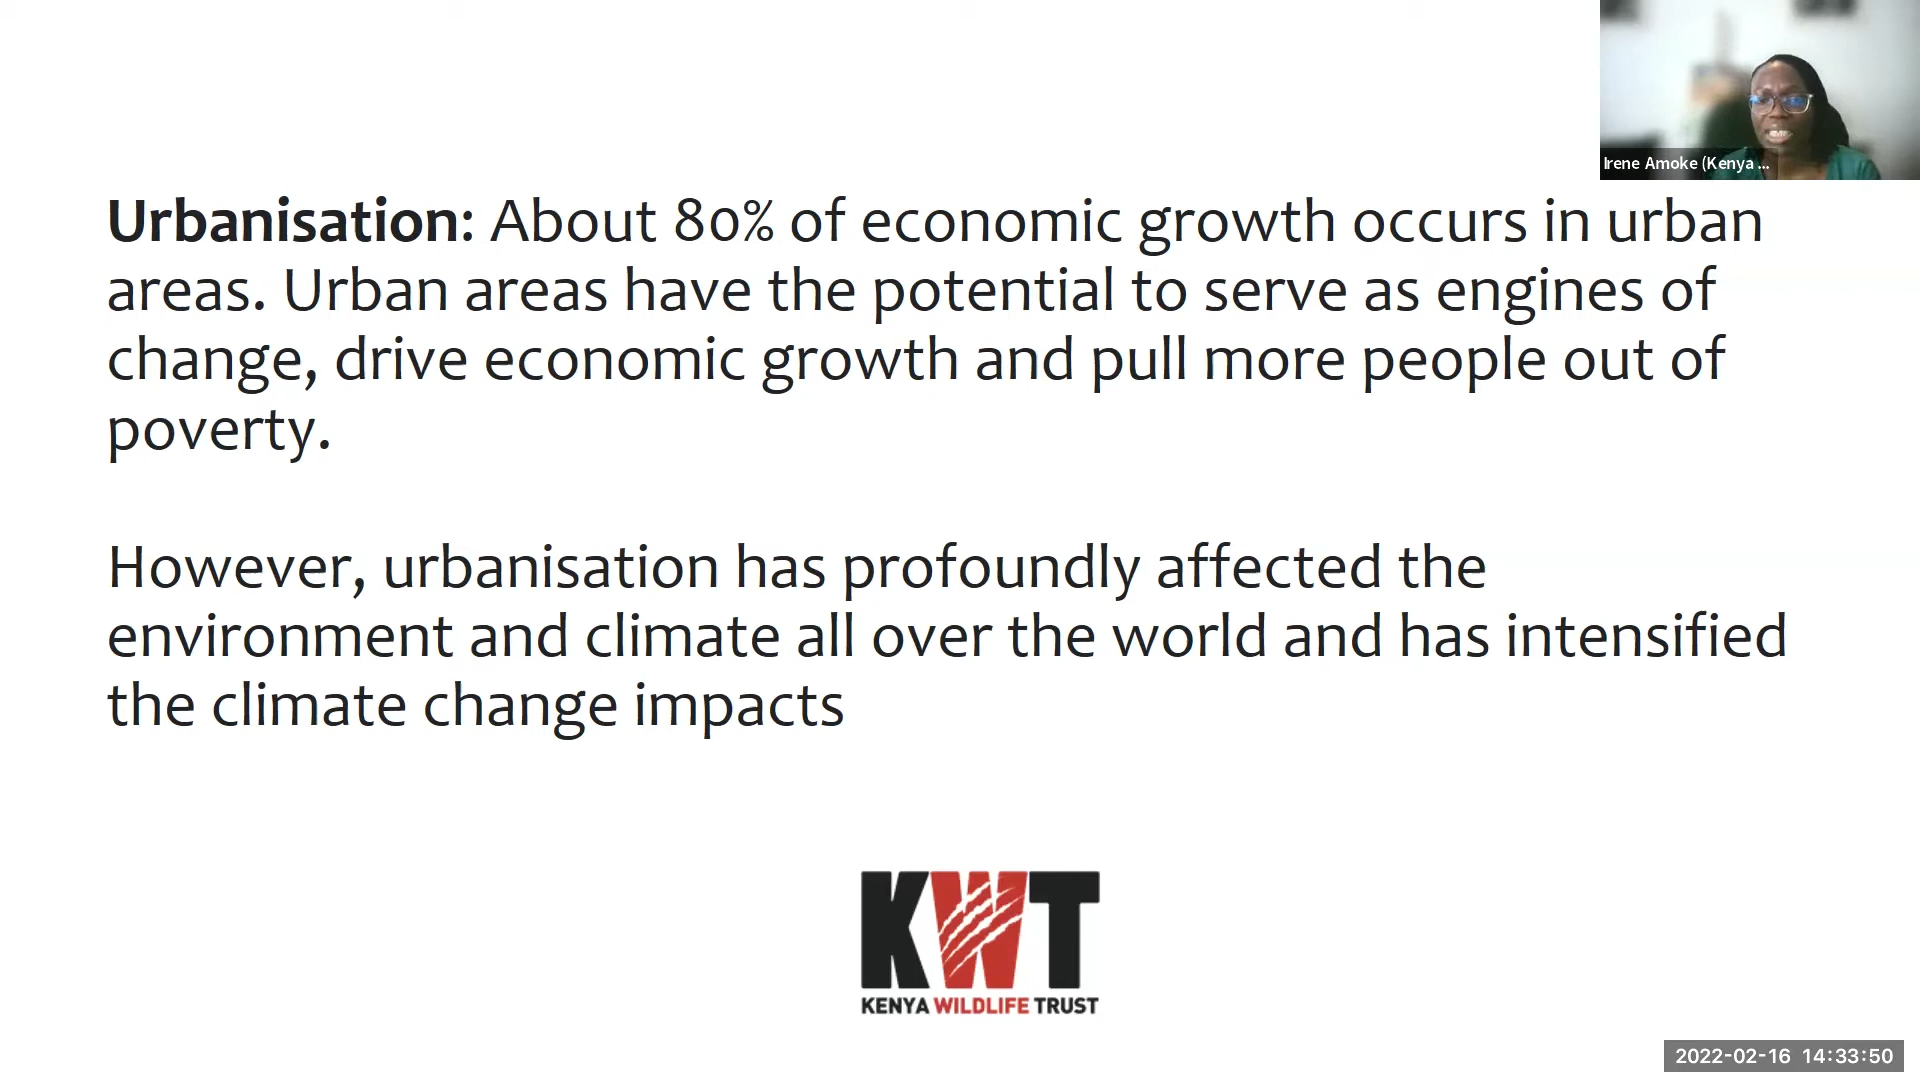 Irene Amoke (Kenya ...
Urbanisation: About 80% of economic growth occurs in urban
areas. Urban areas have the potential to serve as engines of
change, drive economic growth and pull more people out of
poverty.
However, urbanisation has profoundly affected the
environment and climate all over the world and has intensified
the climate change impacts
KWT
KENYA WILDLIFE TRUST
2022-02-16 14:33:50